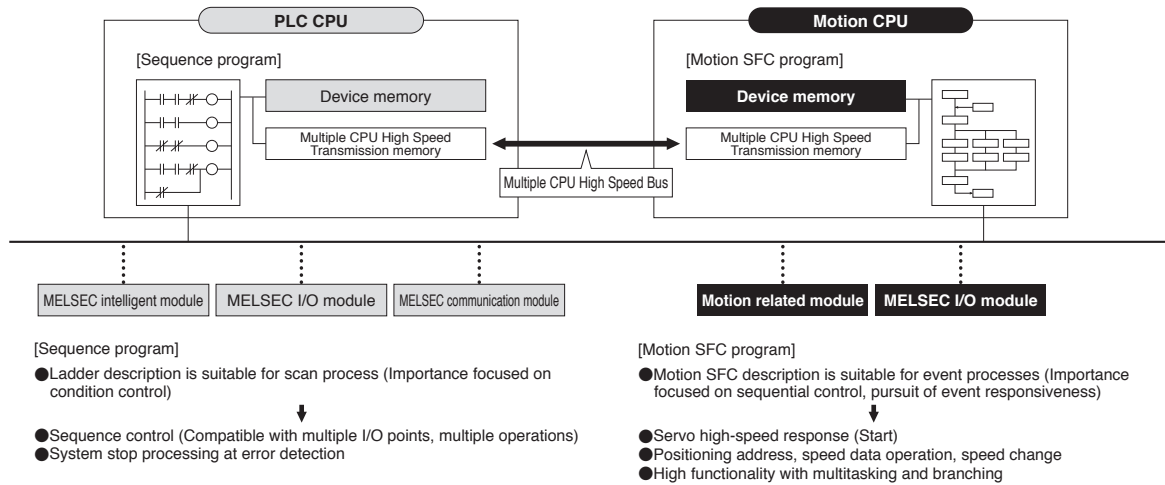 PLC CPU
Motion CPU
[Sequence program]
Device memory
Multiple CPU High Speed
Transmission memory
[Motion SFC program]
Device memory
Multiple CPU High Speed
Transmission memory
Multiple CPU High Speed Bus
MELSEC intelligent module
MELSEC I/O module
MELSEC communication module
Motion related module
MELSEC I/O module
[Sequence program]
●Ladder description is suitable for scan process (Importance focused on
condition control)
●Sequence control (Compatible with multiple I/O points, multiple operations)
●System stop processing at error detection
[Motion SFC program]
●Motion SFC description is suitable for event processes (Importance
focused on sequential control, pursuit of event responsiveness)
●Servo high-speed response (Start)
●Positioning address, speed data operation, speed change
●High functionality with multitasking and branching